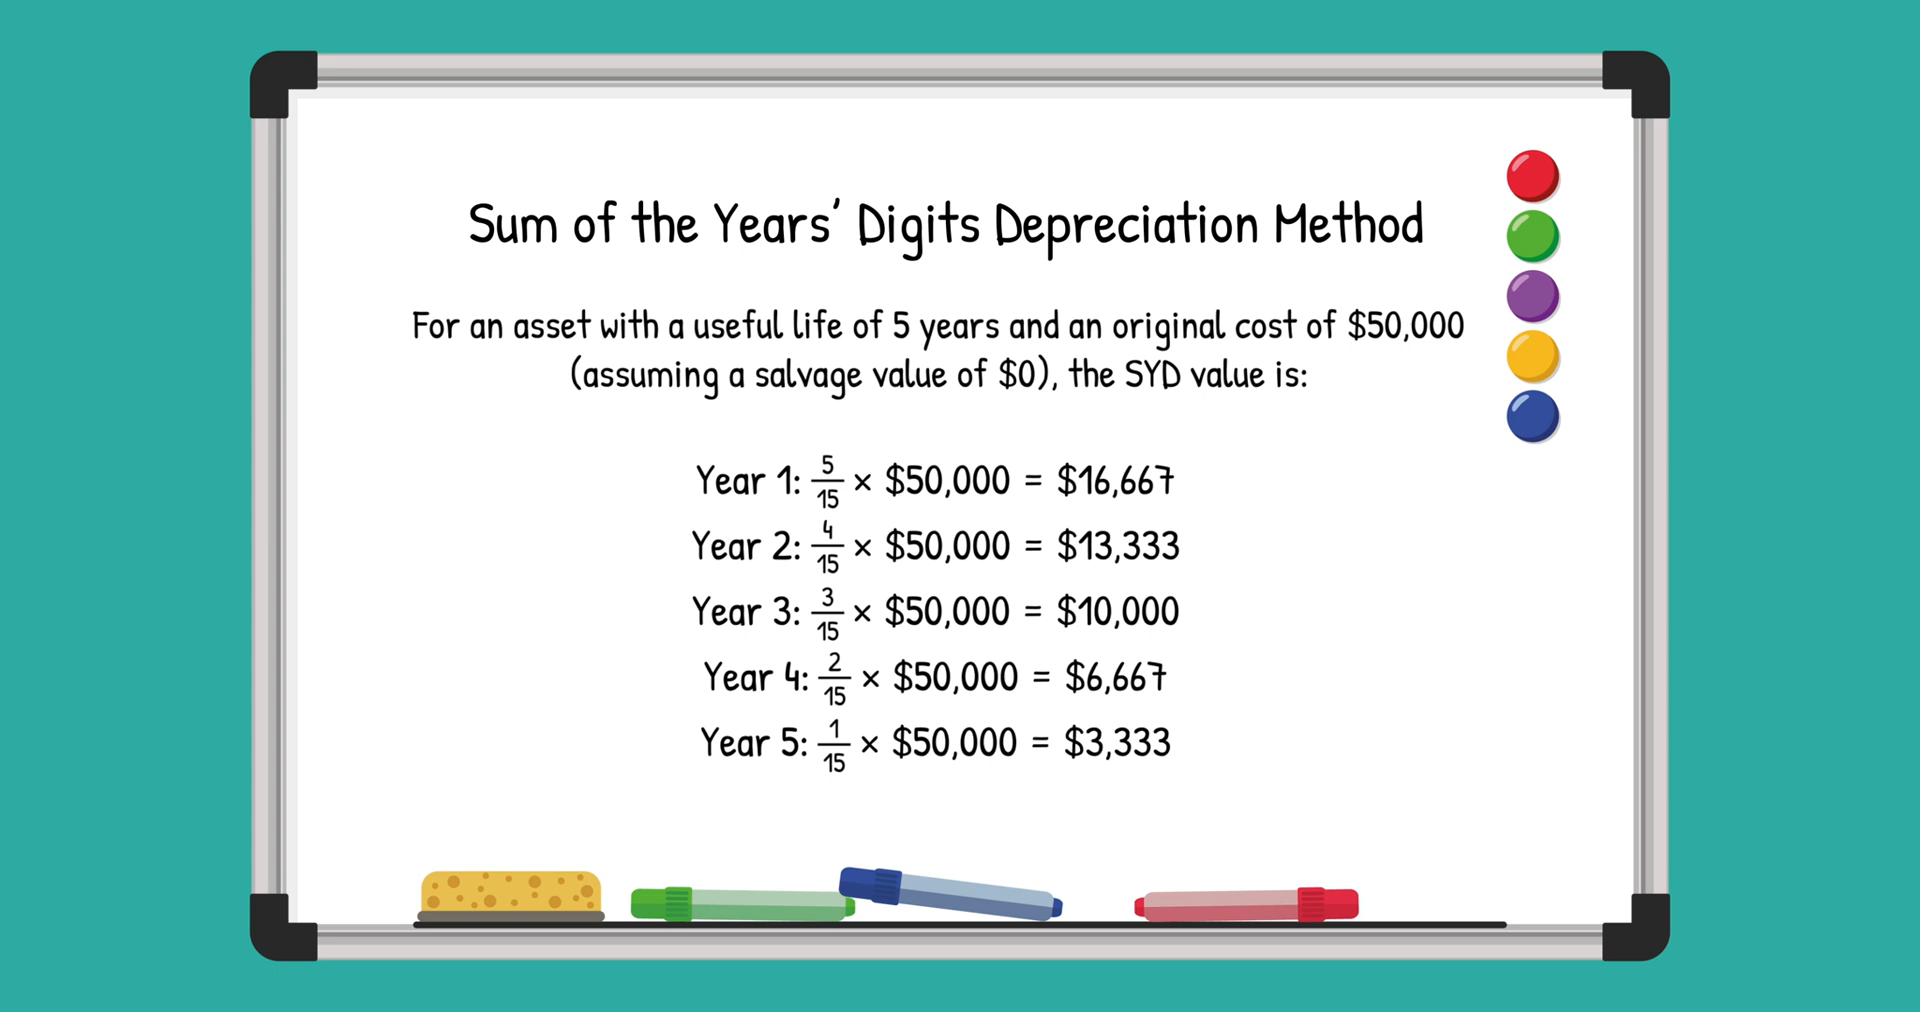 Sum of the Years’ Digits Depreciation Method
For an asset with a useful life of 5 years and an original cost of $50,000
(assuming a salvage value of $0), the SYD value is:
Year 1: 5/15 × $50,000 = $16,667
Year 2: 4/15 × $50,000 = $13,333
Year 3: 3/15 × $50,000 = $10,000
Year 4: 2/15 × $50,000 = $6,667
Year 5: 1/15 × $50,000 = $3,333